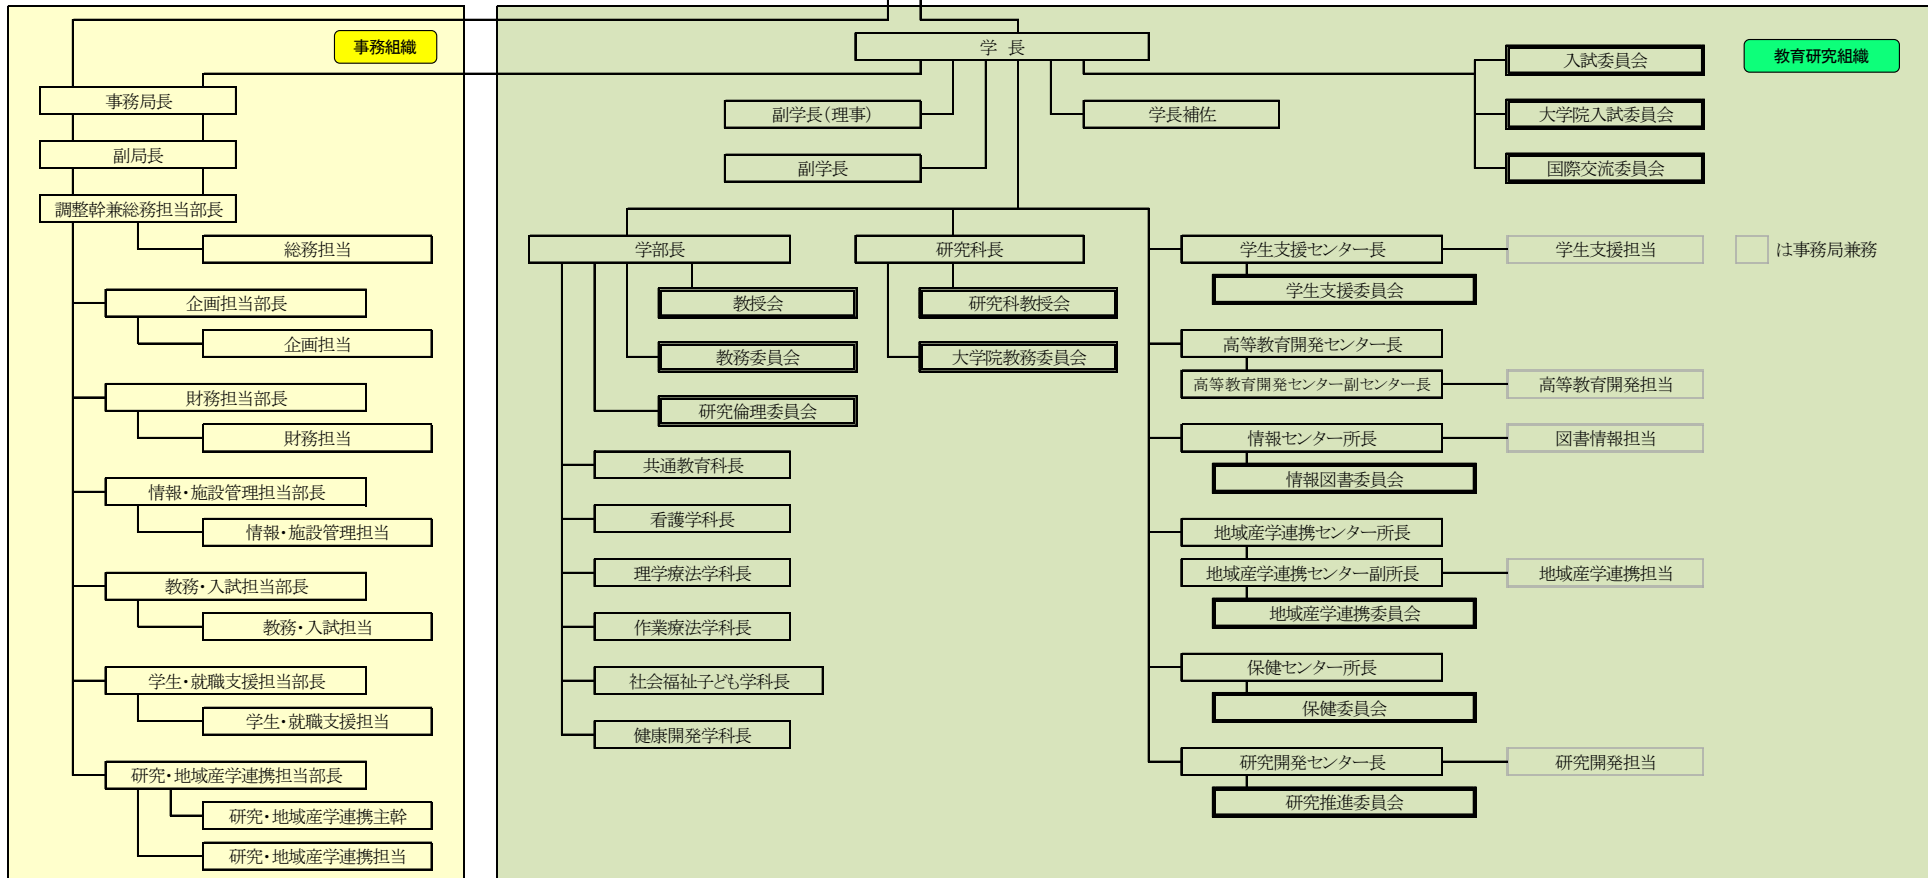 事務組織
事務局長
副局長
調整幹兼総務担当部長
総務担当
企画担当部長
企画担当
財務担当部長
財務担当
情報・施設管理担当部長
情報・施設管理担当
教務・入試担当部長
教務・入試担当
学生・就職支援担当部長
学生・就職支援担当
研究・地域産学連携担当部長
研究・地域産学連携主幹
研究・地域産学連携担当
教育研究組織
学 長
副学長（理事）
副学長
学長補佐
入試委員会
大学院入試委員会
国際交流委員会
学部長
教授会
教務委員会
研究倫理委員会
共通教育科長
看護学科長
理学療法学科長
作業療法学科長
社会福祉子ども学科長
健康開発学科長
研究科長
研究科教授会
大学院教務委員会
学生支援センター長
学生支援担当
は事務局兼務
学生支援委員会
高等教育開発センター長
高等教育開発センター副センター長
高等教育開発担当
情報センター所長
図書情報担当
情報図書委員会
地域産学連携センター所長
地域産学連携センター副所長
地域産学連携担当
地域産学連携委員会
保健センター所長
保健委員会
研究開発センター長
研究開発担当
研究推進委員会